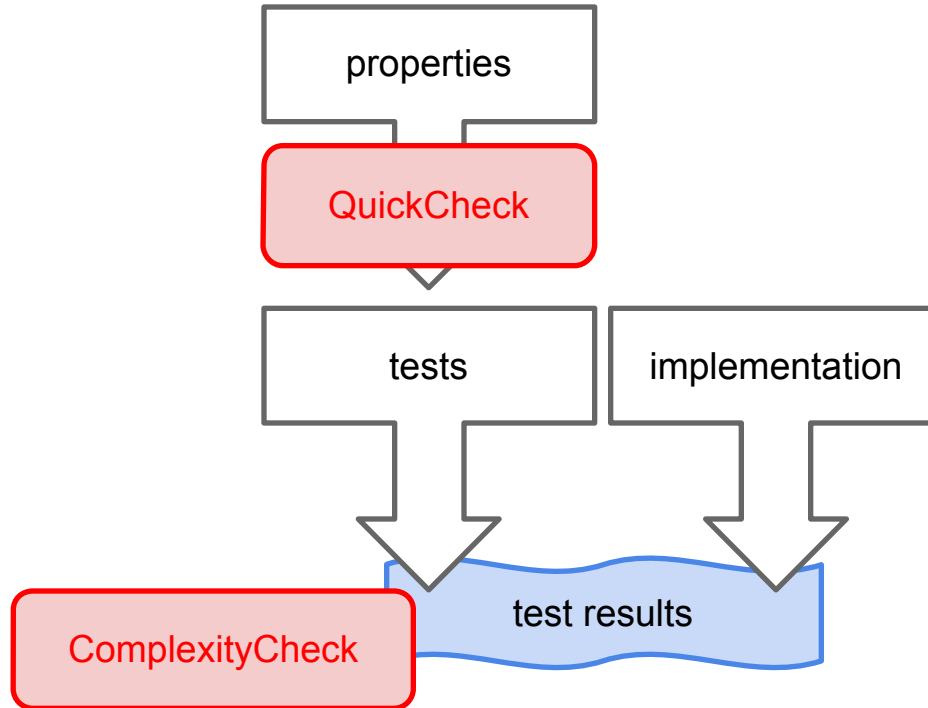 properties
QuickCheck
tests
implementation
test results
ComplexityCheck